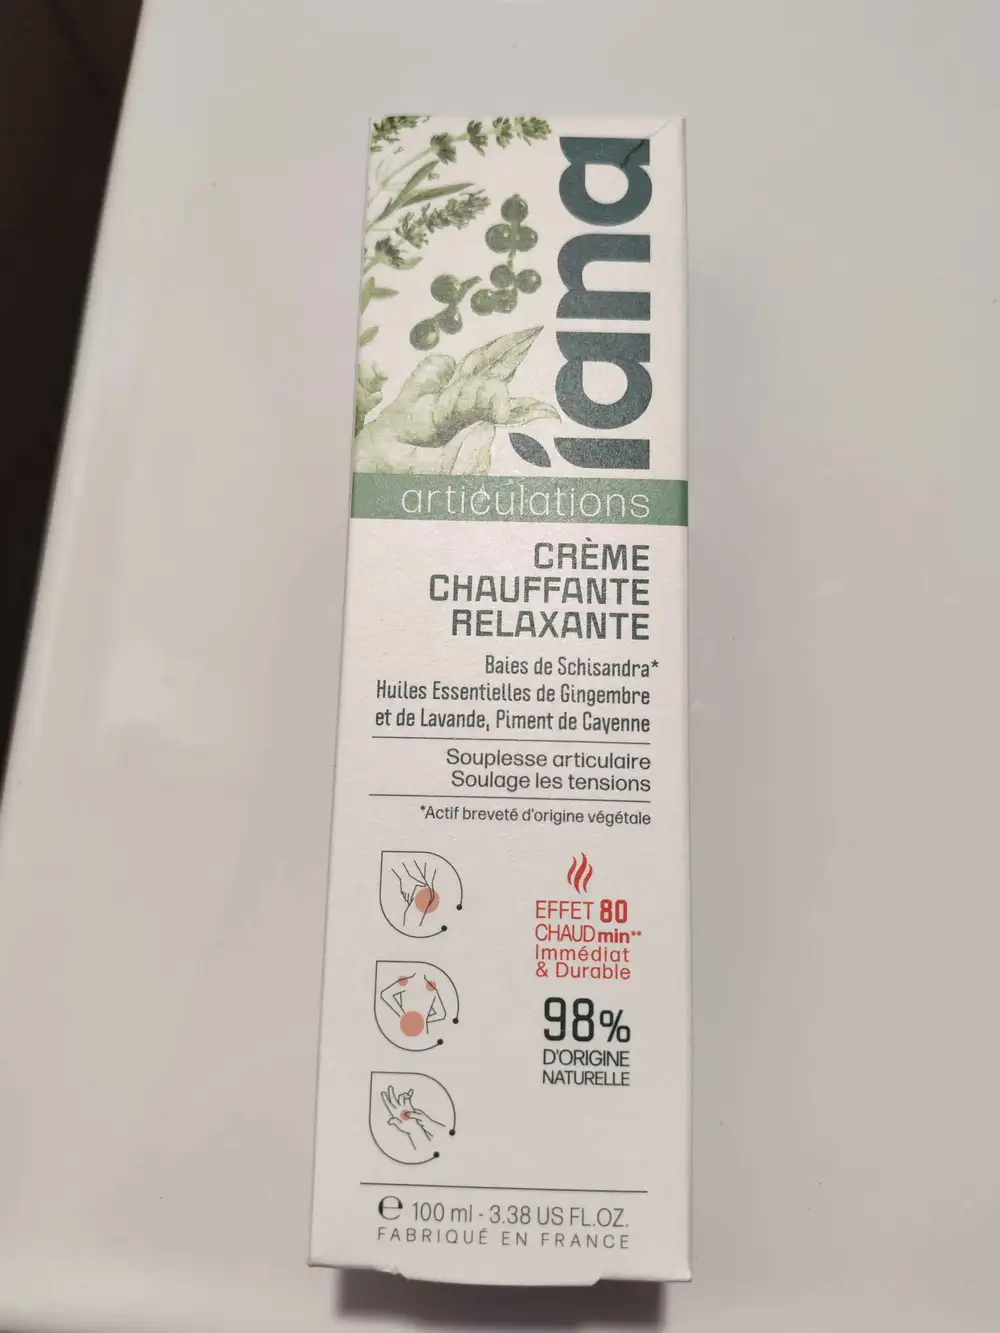 iana
articulations
CRÈME
CHAUFFANTE
RELAXANTE
Baies de Schisandra*
Huiles Essentielles de Gingembre
et de Lavande, Piment de Cayenne
Souplesse articulaire
Soulage les tensions
*Actif breveté d'origine végétale
EFFET 80
CHAUD min**
Immédiat
& Durable
98%
D'ORIGINE
NATURELLE
℮ 100 ml - 3.38 US FL.OZ.
FABRIQUÉ EN FRANCE